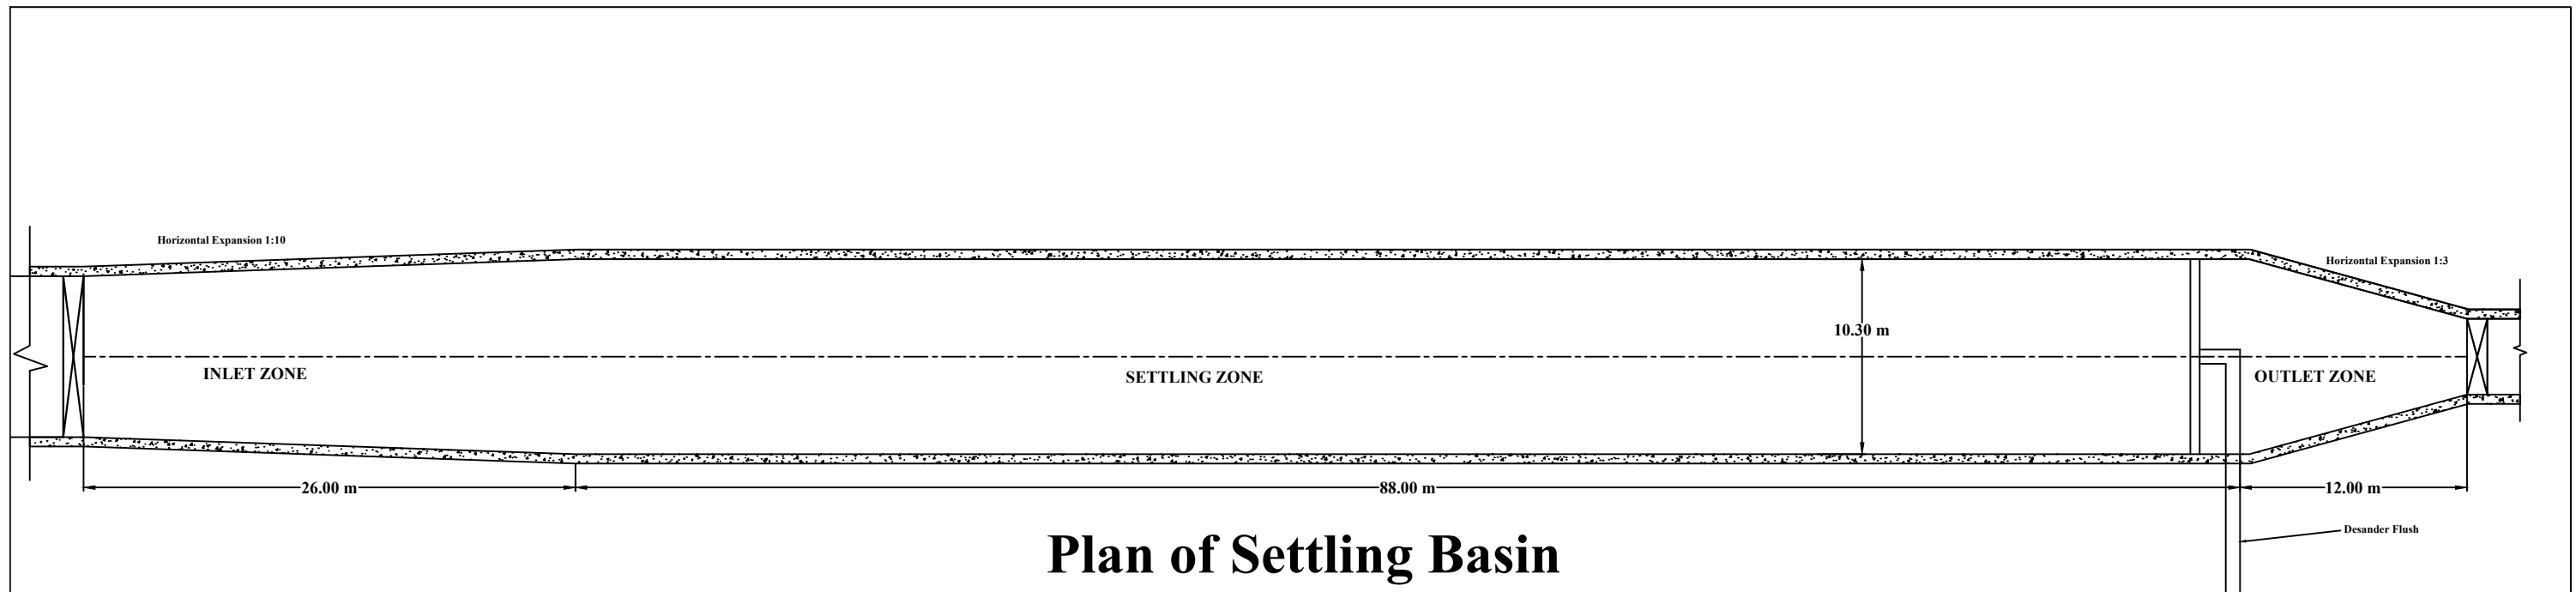 Horizontal Expansion 1:10
Horizontal Expansion 1:3
10.30 m
INLET ZONE
SETTLING ZONE
OUTLET ZONE
26.00 m
88.00 m
12.00 m
Desander Flush
Plan of Settling Basin